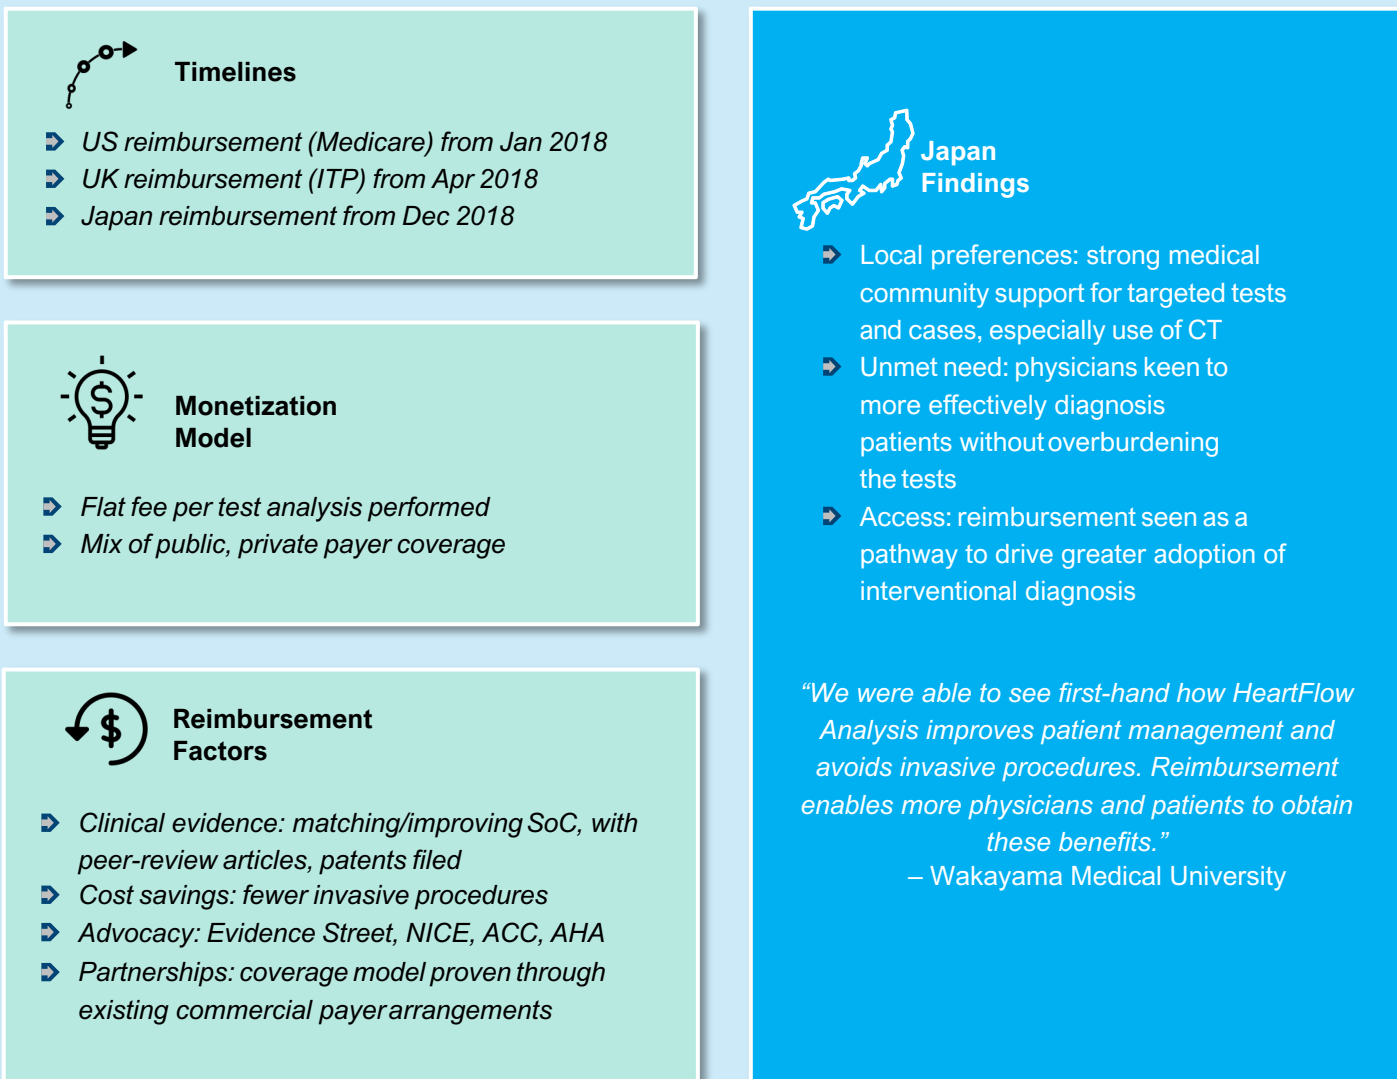 Timelines
US reimbursement (Medicare) from Jan 2018
UK reimbursement (ITP) from Apr 2018
Japan reimbursement from Dec 2018
Monetization
Model
Flat fee per test analysis performed
Mix of public, private payer coverage
Reimbursement
Factors
Clinical evidence: matching/improving SoC, with
peer-review articles, patents filed
Cost savings: fewer invasive procedures
Advocacy: Evidence Street, NICE, ACC, AHA
Partnerships: coverage model proven through
existing commercial payer arrangements
Japan
Findings
Local preferences: strong medical
community support for targeted tests
and cases, especially use of CT
Unmet need: physicians keen to
more effectively diagnosis
patients without overburdening
the tests
Access: reimbursement seen as a
pathway to drive greater adoption of
interventional diagnosis
“We were able to see first-hand how HeartFlow
Analysis improves patient management and
avoids invasive procedures. Reimbursement
enables more physicians and patients to obtain
these benefits.”
– Wakayama Medical University